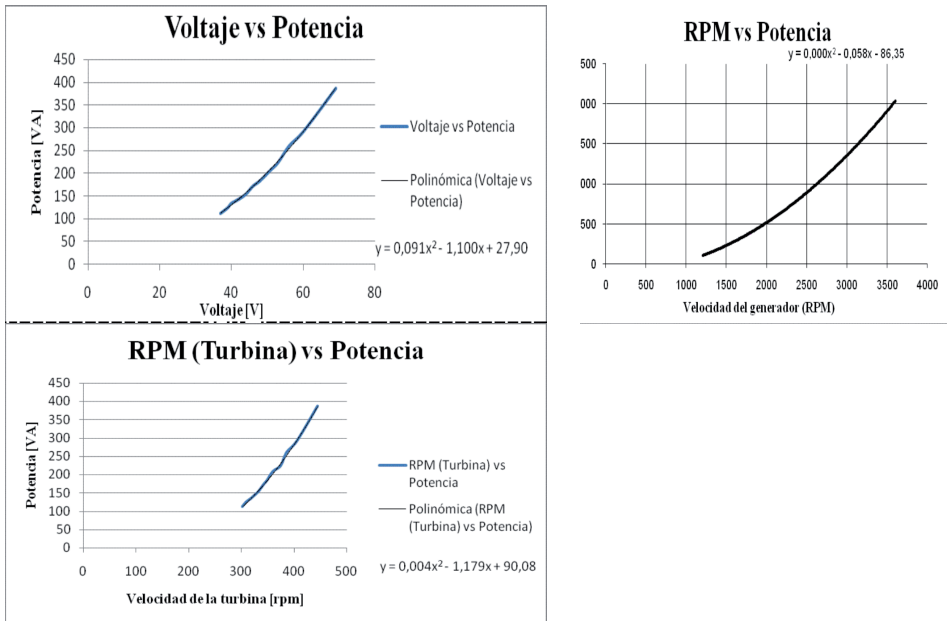 Voltaje vs Potencia
450
400
350
300
250
200
150
100
50
0
Potencia [VA]
0 20 40 60 80
Voltaje [V]
Voltaje vs Potencia
Polinómica (Voltaje vs
Potencia)
y = 0,091x² - 1,100x + 27,90
RPM vs Potencia
y = 0,000x² - 0,058x - 86,35
500
000
500
000
500
0
0 500 1000 1500 2000 2500 3000 3500 4000
Velocidad del generador (RPM)
RPM (Turbina) vs Potencia
450
400
350
300
250
200
150
100
50
0
Potencia [VA]
0 100 200 300 400 500
Velocidad de la turbina [rpm]
RPM (Turbina) vs
Potencia
Polinómica (RPM
(Turbina) vs Potencia)
y = 0,004x² - 1,179x + 90,08